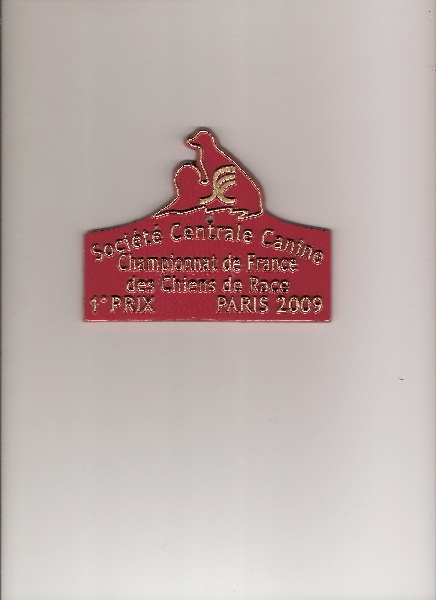 Société Centrale Canine
Championnat de France
des Chiens de Race
1° PRIX PARIS 2009